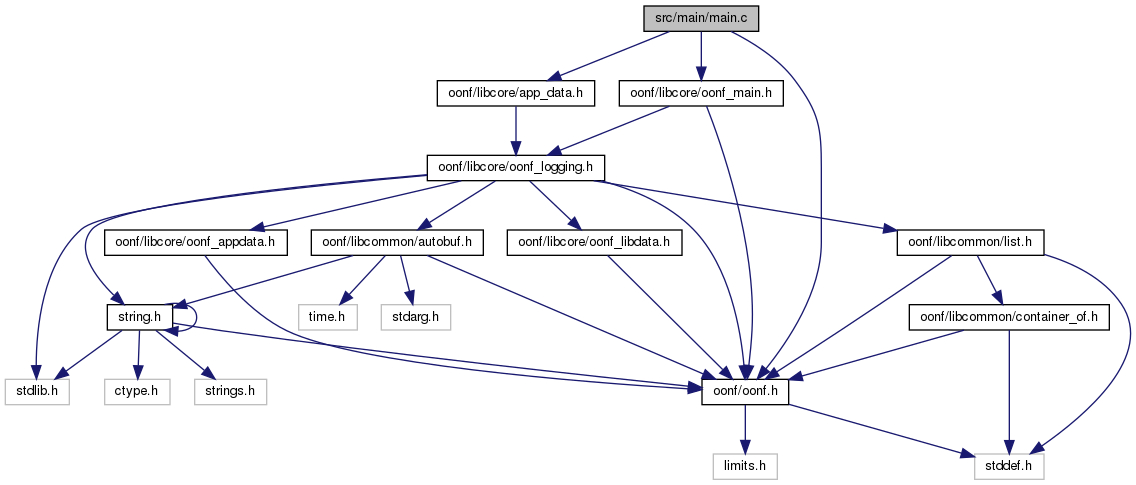 src/main/main.c
oonf/libcore/app_data.h
oonf/libcore/oonf_main.h
oonf/libcore/oonf_logging.h
oonf/libcore/oonf_appdata.h
oonf/libcommon/autobuf.h
oonf/libcore/oonf_libdata.h
oonf/libcommon/list.h
string.h
time.h
stdarg.h
oonf/libcommon/container_of.h
stdlib.h
ctype.h
strings.h
oonf/oonf.h
limits.h
stddef.h